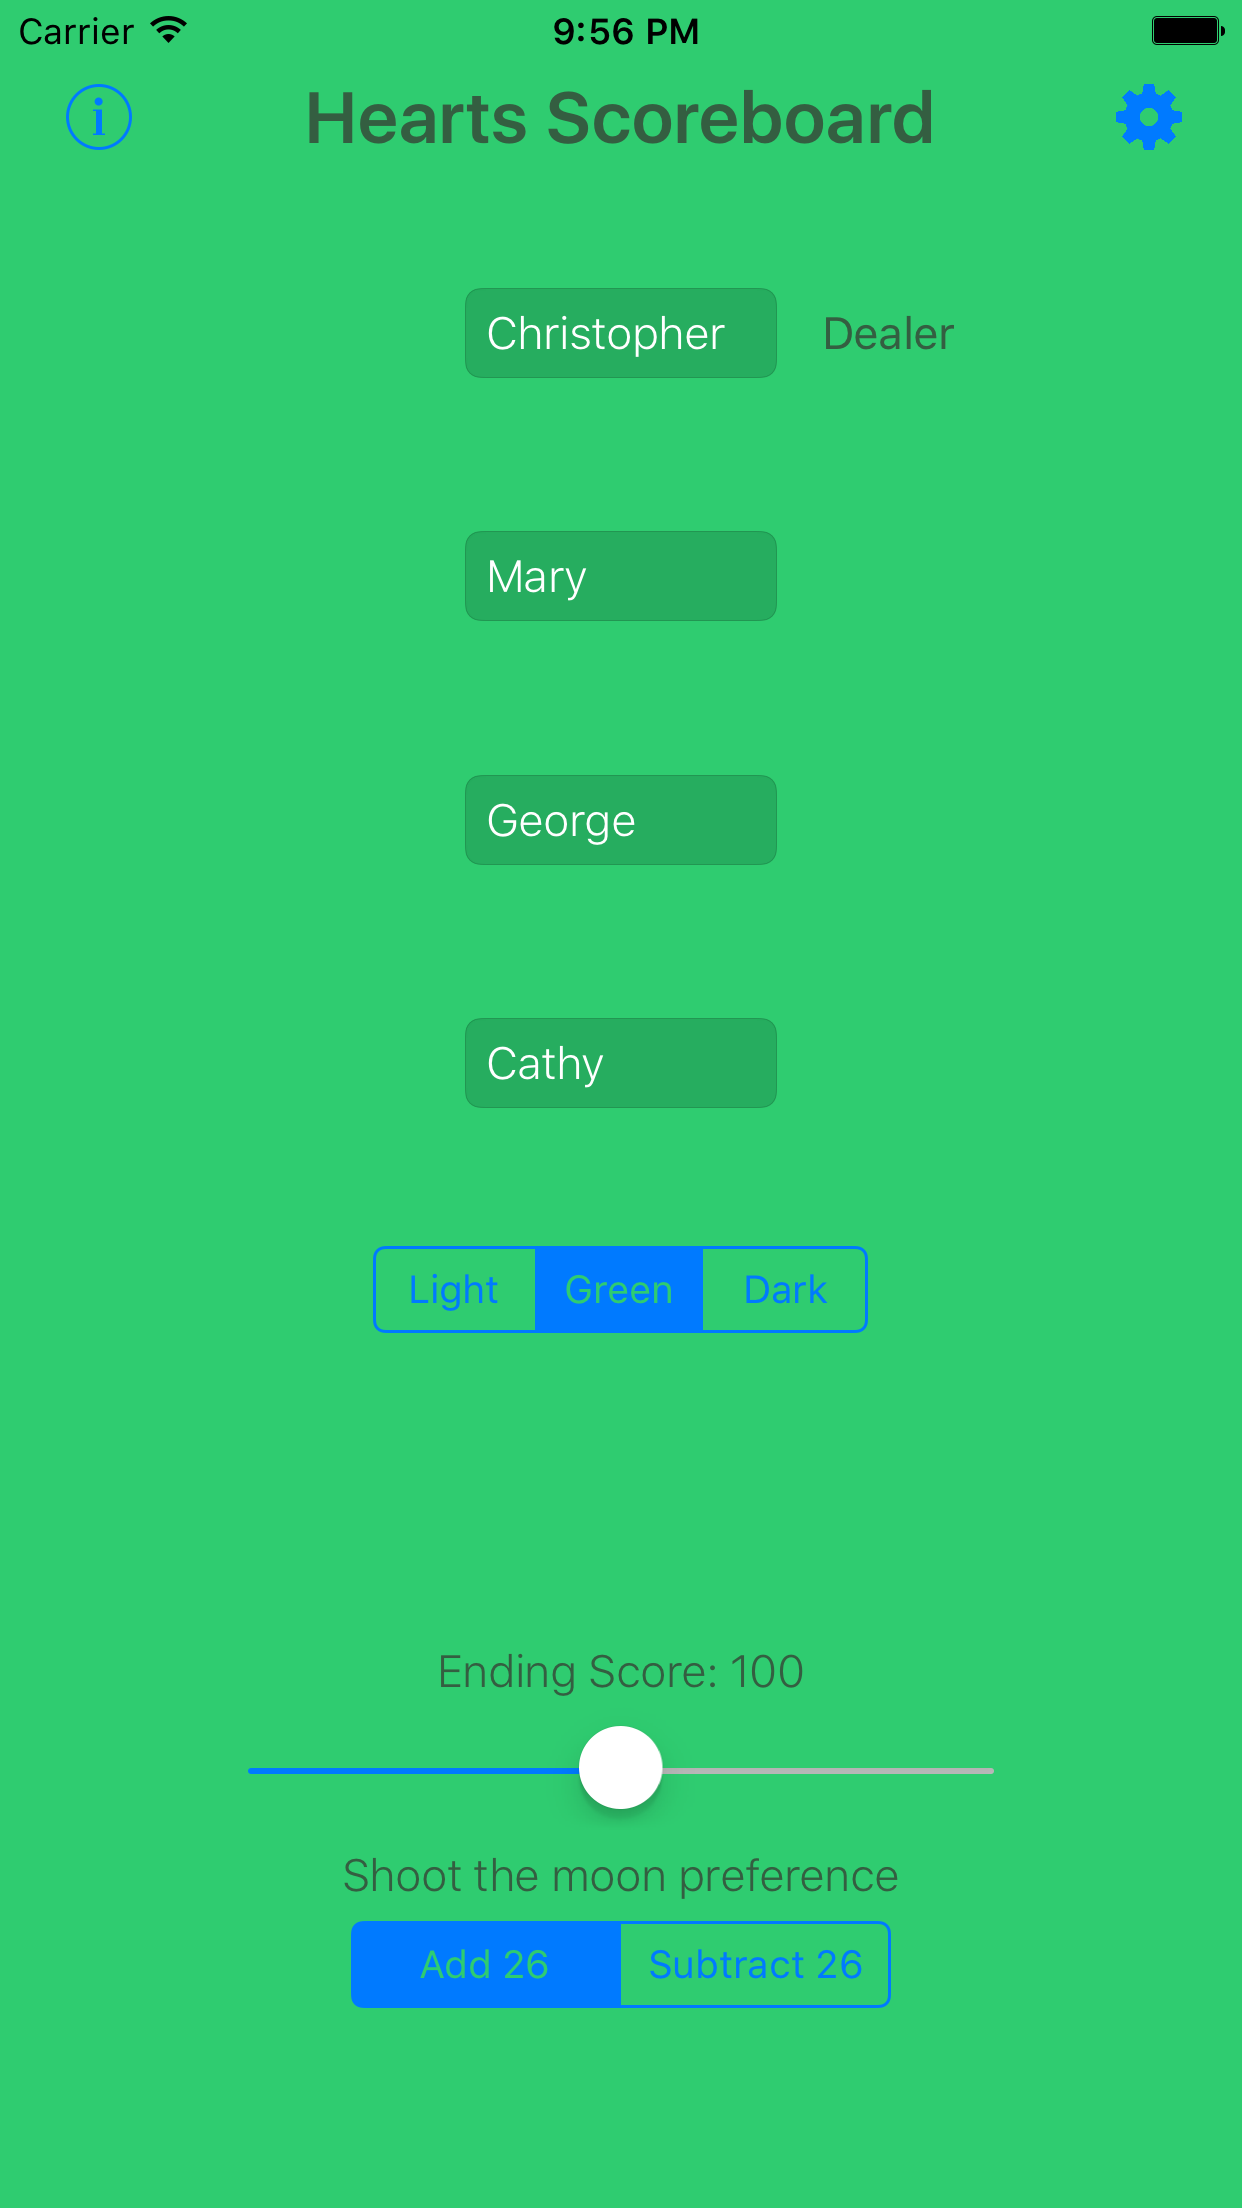 Carrier 9:56 PM
i Hearts Scoreboard
Christopher Dealer
Mary
George
Cathy
Light Green Dark
Ending Score: 100
Shoot the moon preference
Add 26 Subtract 26